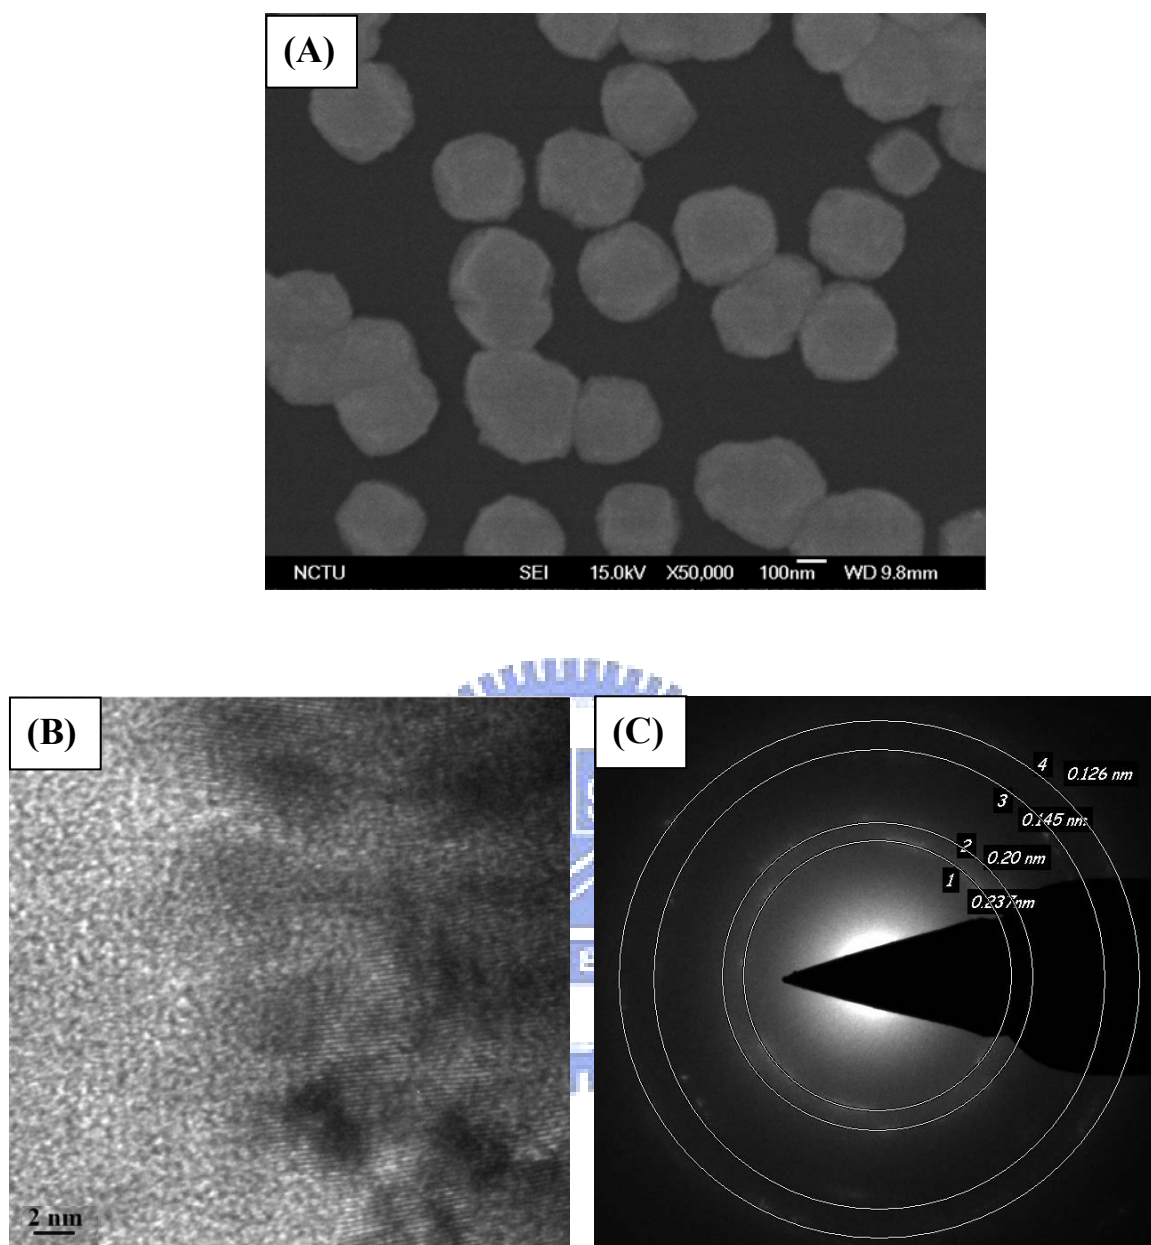 (A)
NCTU SEI 15.0kV X50,000 100nm WD 9.8mm
(B)
2 nm
(C)
4 0.126 nm
3 0.145 nm
2 0.20 nm
1 0.237nm